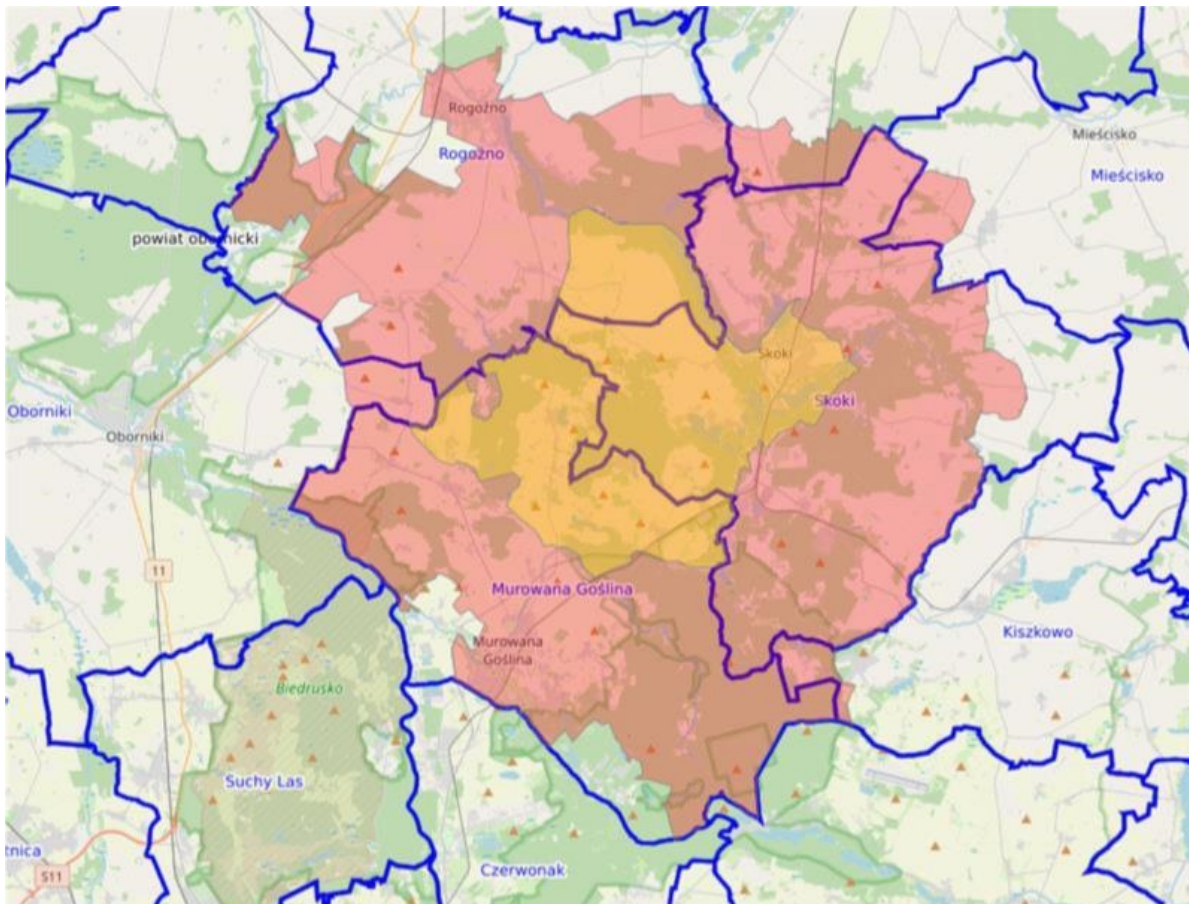 Rogoźno
Rogoźno
Mieścisko
Mieścisko
powiat obornicki
Skoki
Skoki
Oborniki
Oborniki
11
Murowana Goślina
Murowana
Goślina
Kiszkowo
Biedrusko
Suchy Las
tnica
S11
Czerwonak